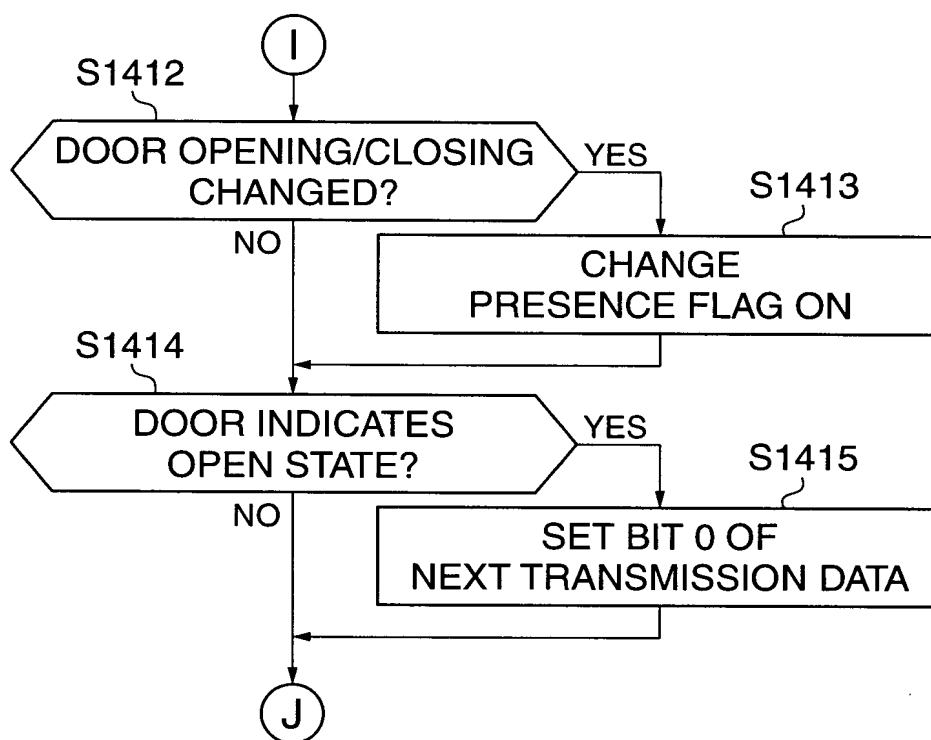 I
S1412
DOOR OPENING/CLOSING
CHANGED?
YES
NO
S1413
CHANGE
PRESENCE FLAG ON
S1414
DOOR INDICATES
OPEN STATE?
YES
NO
S1415
SET BIT 0 OF
NEXT TRANSMISSION DATA
J